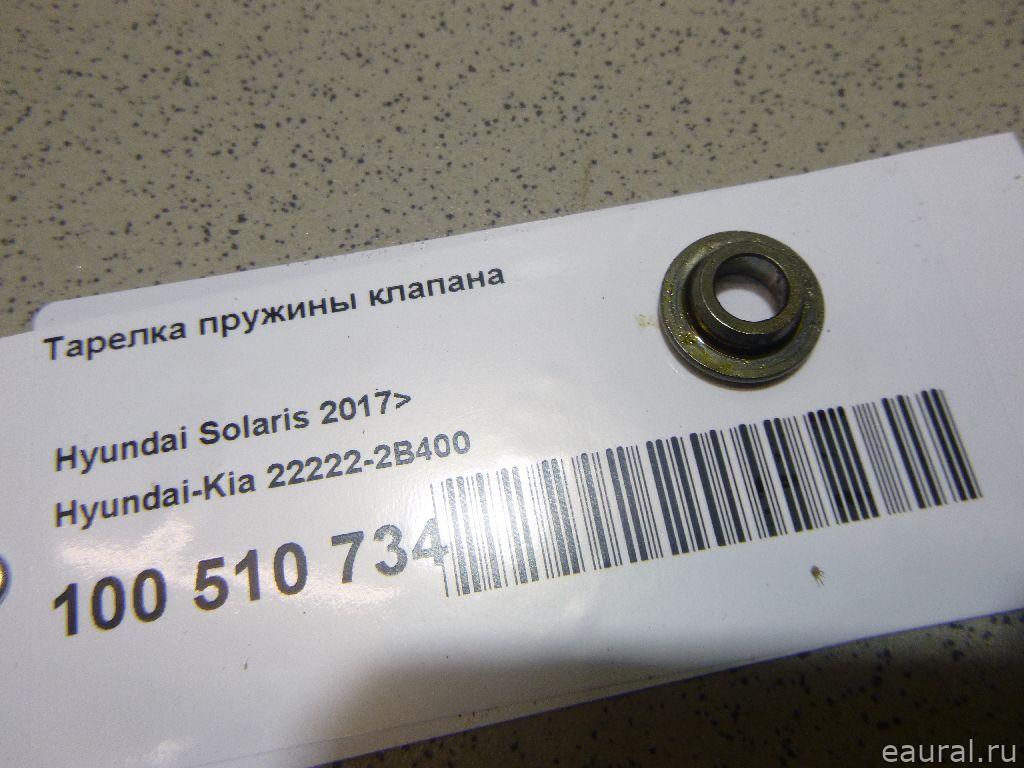 Тарелка пружины клапана
Hyundai Solaris 2017>
Hyundai-Kia 22222-2B400
100 510 734
eaural.ru